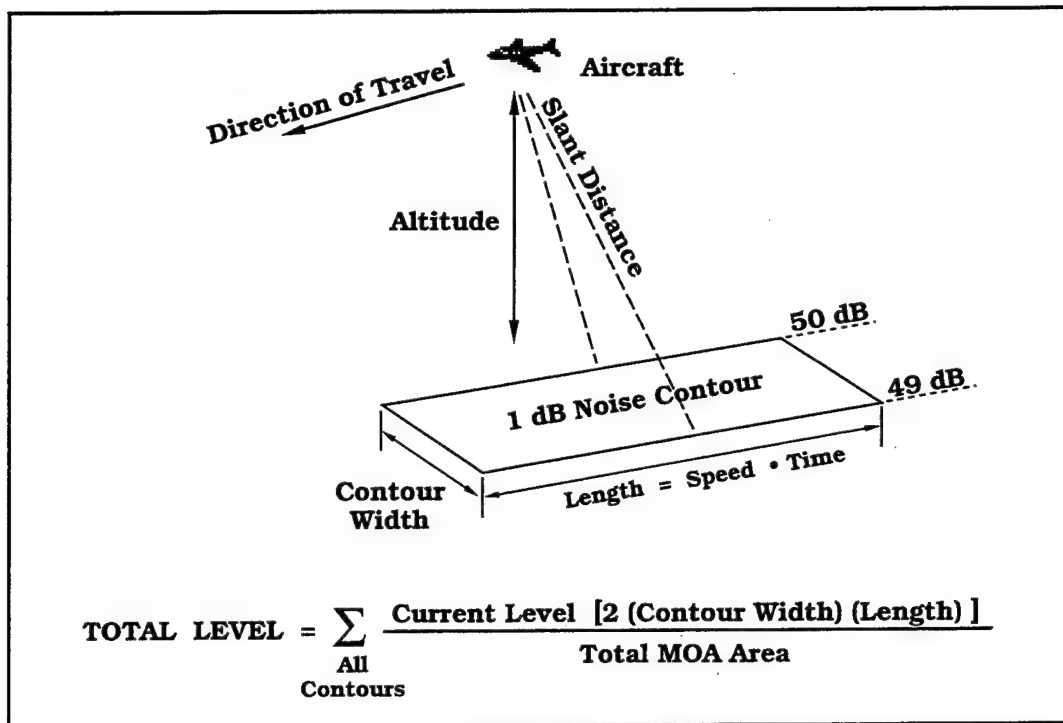 Aircraft
Direction of Travel
Slant Distance
Altitude
50 dB
49 dB
1 dB Noise Contour
Length = Speed • Time
Contour
Width
TOTAL LEVEL = ∑ Current Level [2 (Contour Width) (Length) ]
Total MOA Area
All
Contours